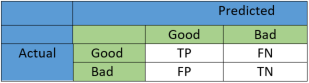 Predicted
Good Bad
Actual Good TP FN
Bad FP TN